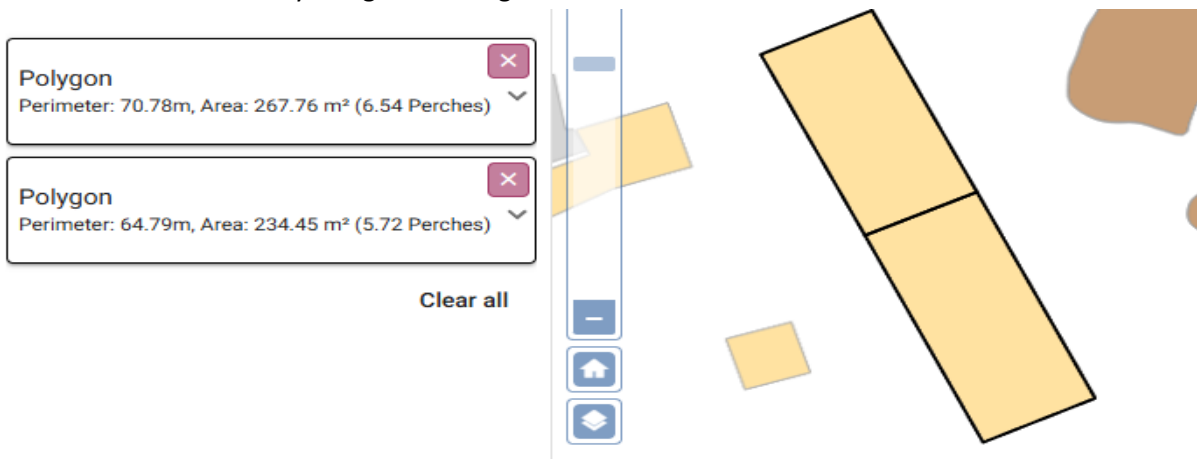 Polygon
Perimeter: 70.78m, Area: 267.76 m² (6.54 Perches)
Polygon
Perimeter: 64.79m, Area: 234.45 m² (5.72 Perches)
Clear all